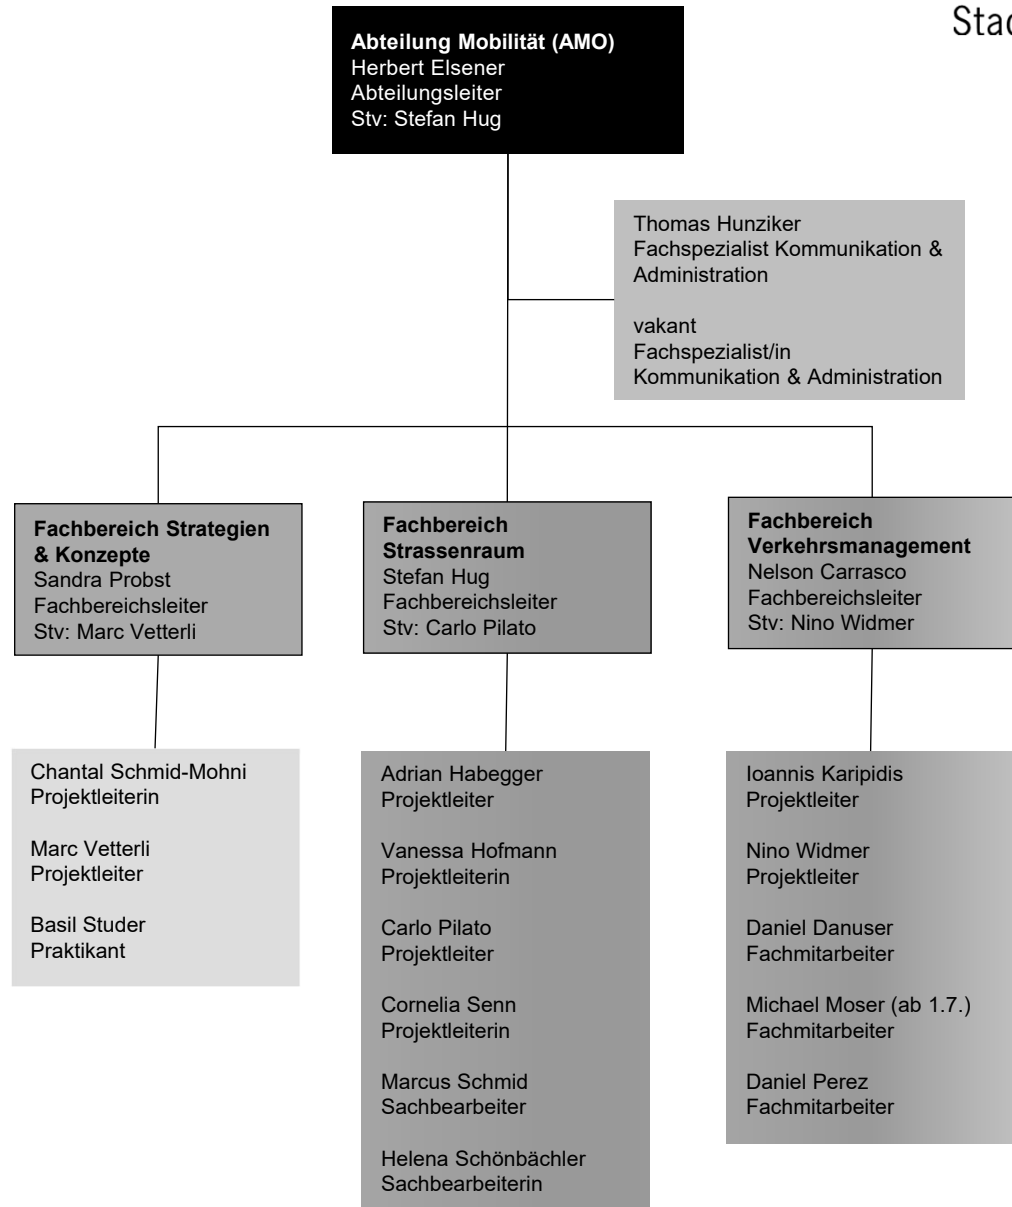 Abteilung Mobilität (AMO)
Herbert Elsener
Abteilungsleiter
Stv: Stefan Hug
Thomas Hunziker
Fachspezialist Kommunikation &
Administration
vakant
Fachspezialist/in
Kommunikation & Administration
Fachbereich Strategien
& Konzepte
Sandra Probst
Fachbereichsleiter
Stv: Marc Vetterli
Chantal Schmid-Mohni
Projektleiterin
Marc Vetterli
Projektleiter
Basil Studer
Praktikant
Fachbereich
Strassenraum
Stefan Hug
Fachbereichsleiter
Stv: Carlo Pilato
Adrian Habegger
Projektleiter
Vanessa Hofmann
Projektleiterin
Carlo Pilato
Projektleiter
Cornelia Senn
Projektleiterin
Marcus Schmid
Sachbearbeiter
Helena Schönbächler
Sachbearbeiterin
Fachbereich
Verkehrsmanagement
Nelson Carrasco
Fachbereichsleiter
Stv: Nino Widmer
Ioannis Karipidis
Projektleiter
Nino Widmer
Projektleiter
Daniel Danuser
Fachmitarbeiter
Michael Moser (ab 1.7.)
Fachmitarbeiter
Daniel Perez
Fachmitarbeiter